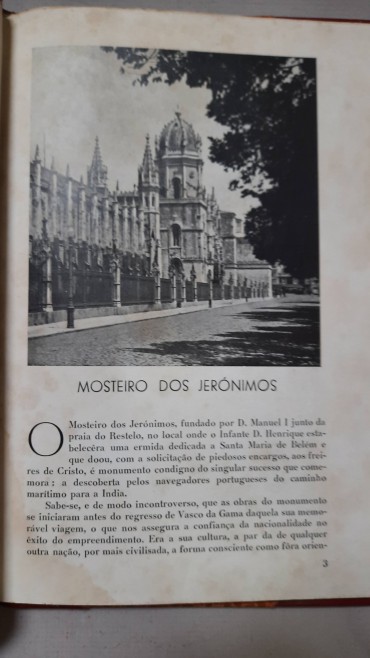 MOSTEIRO DOS JERÓNIMOS
O Mosteiro dos Jerónimos, fundado por D. Manuel I junto da
praia do Restelo, no local onde o Infante D. Henrique esta-
belecêra uma ermida dedicada a Santa Maria de Belém e
que doou, com a solicitação de piedosos encargos, aos frei-
res de Cristo, é monumento condigno do singular sucesso que come-
mora : a descoberta pelos navegadores portugueses do caminho
marítimo para a India.
Sabe-se, e de modo incontroverso, que as obras do monumento
se iniciaram antes do regresso de Vasco da Gama daquela sua memo-
rável viagem, o que nos assegura a confiança da nacionalidade no
êxito do empreendimento. Era a sua cultura, a par da de qualquer
outra nação, por mais civilisada, a forma consciente como fôra orien-
3